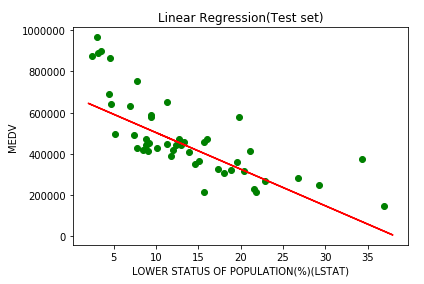 Linear Regression(Test set)
1000000
800000
600000
400000
200000
0
MEDV
5 10 15 20 25 30 35
LOWER STATUS OF POPULATION(%)(LSTAT)